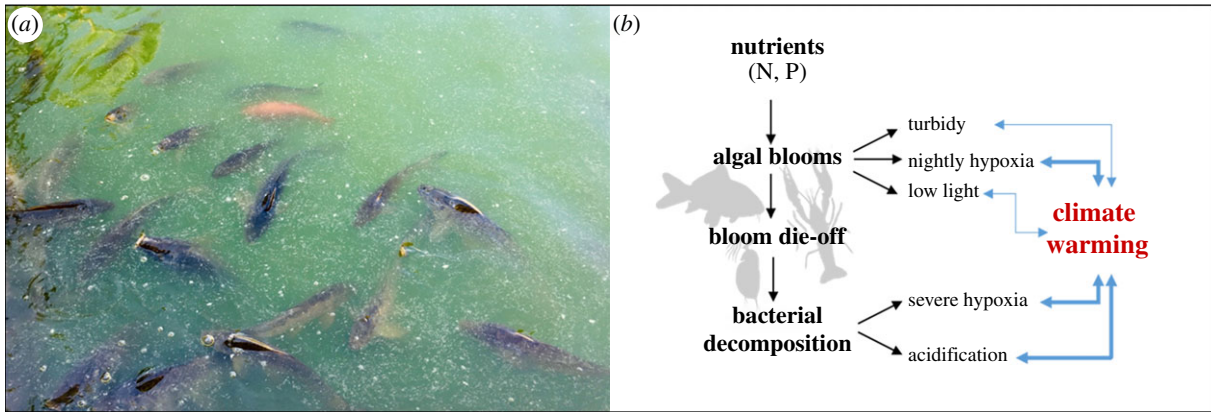 (a)
(b)
nutrients
(N, P)
algal blooms
bloom die-off
bacterial
decomposition
turbidy
nightly hypoxia
low light
severe hypoxia
acidification
climate
warming